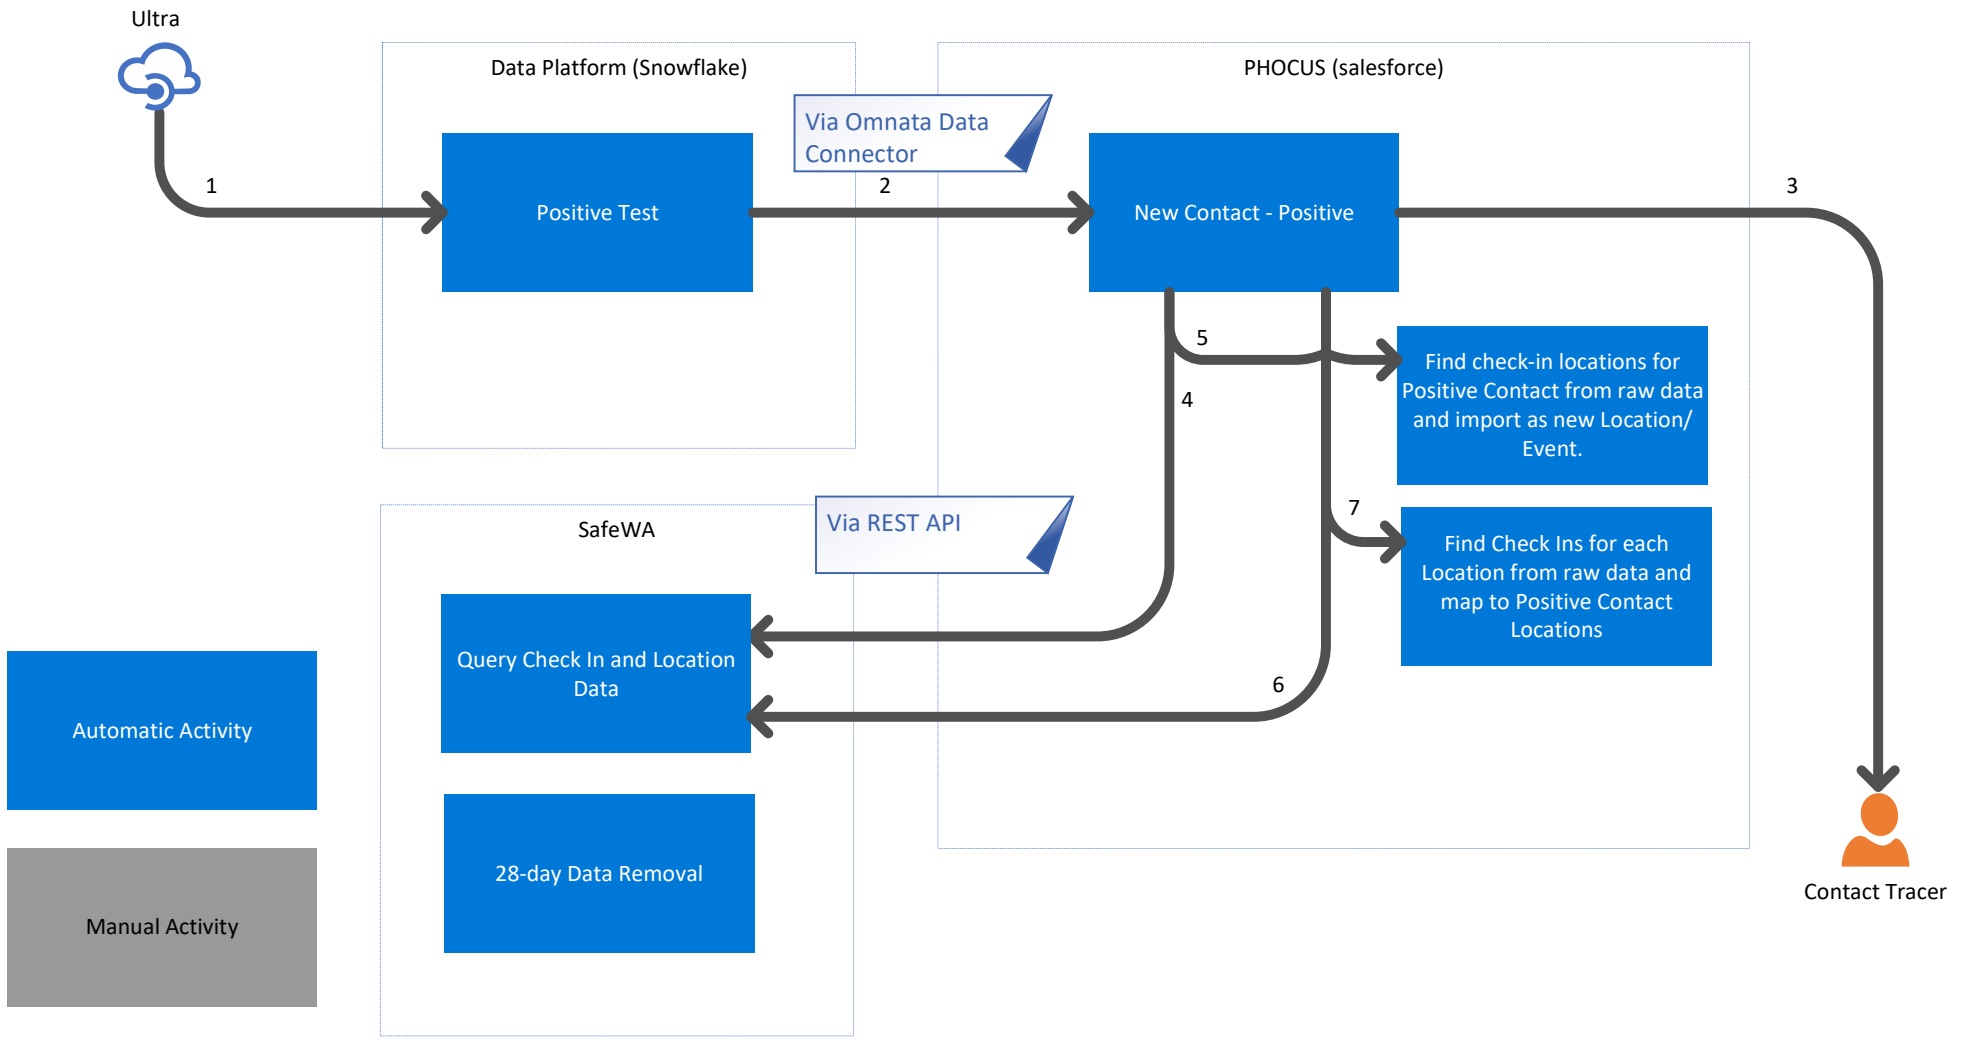 Ultra
Data Platform (Snowflake)
PHOCUS (salesforce)
Via Omnata Data
Connector
1
2
3
Positive Test
New Contact - Positive
5
4
Find check-in locations for
Positive Contact from raw data
and import as new Location/
Event.
SafeWA
Via REST API
7
Find Check Ins for each
Location from raw data and
map to Positive Contact
Locations
Query Check In and Location
Data
6
Automatic Activity
28-day Data Removal
Contact Tracer
Manual Activity